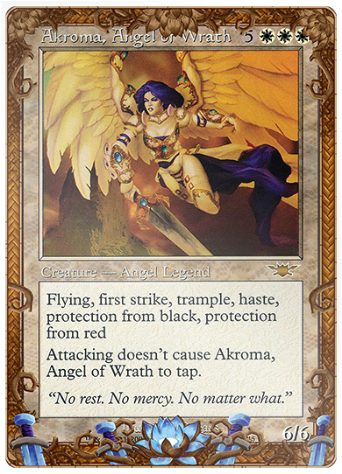 Akroma, Angel of Wrath 5
Creature — Angel Legend
Flying, first strike, trample, haste,
protection from black, protection
from red
Attacking doesn't cause Akroma,
Angel of Wrath to tap.
“No rest. No mercy. No matter what.”
6/6